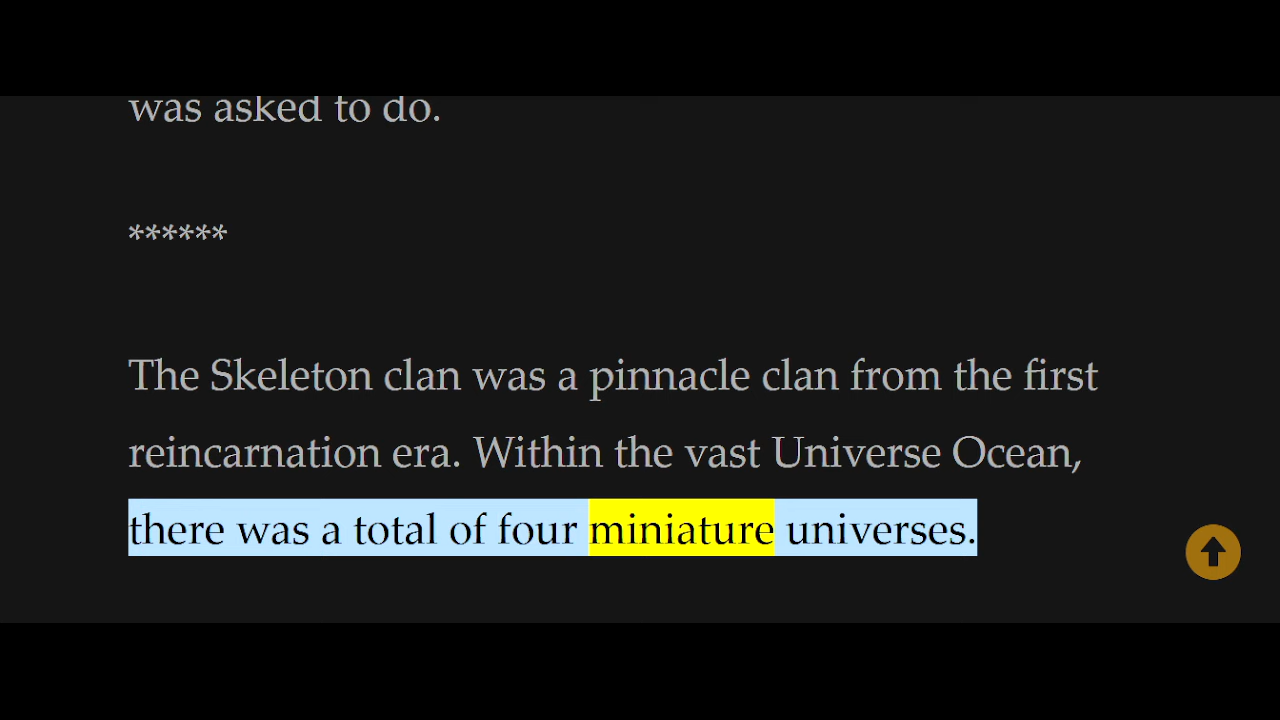 was asked to do.
******
The Skeleton clan was a pinnacle clan from the first
reincarnation era. Within the vast Universe Ocean,
there was a total of four miniature universes.